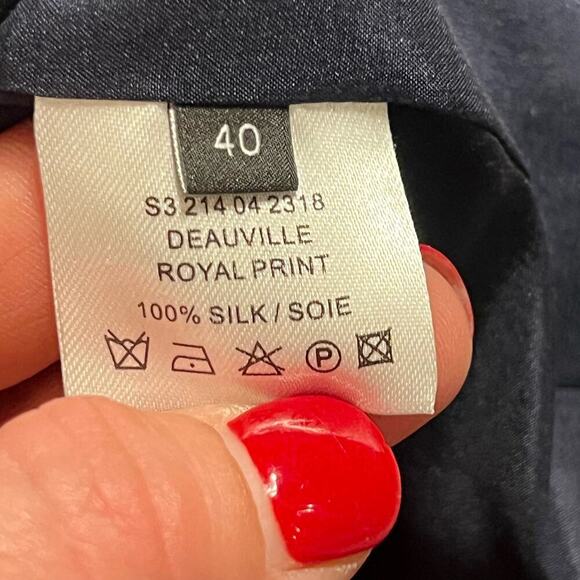 40
S3 214 04 2318
DEAUVILLE
ROYAL PRINT
100% SILK / SOIE
P